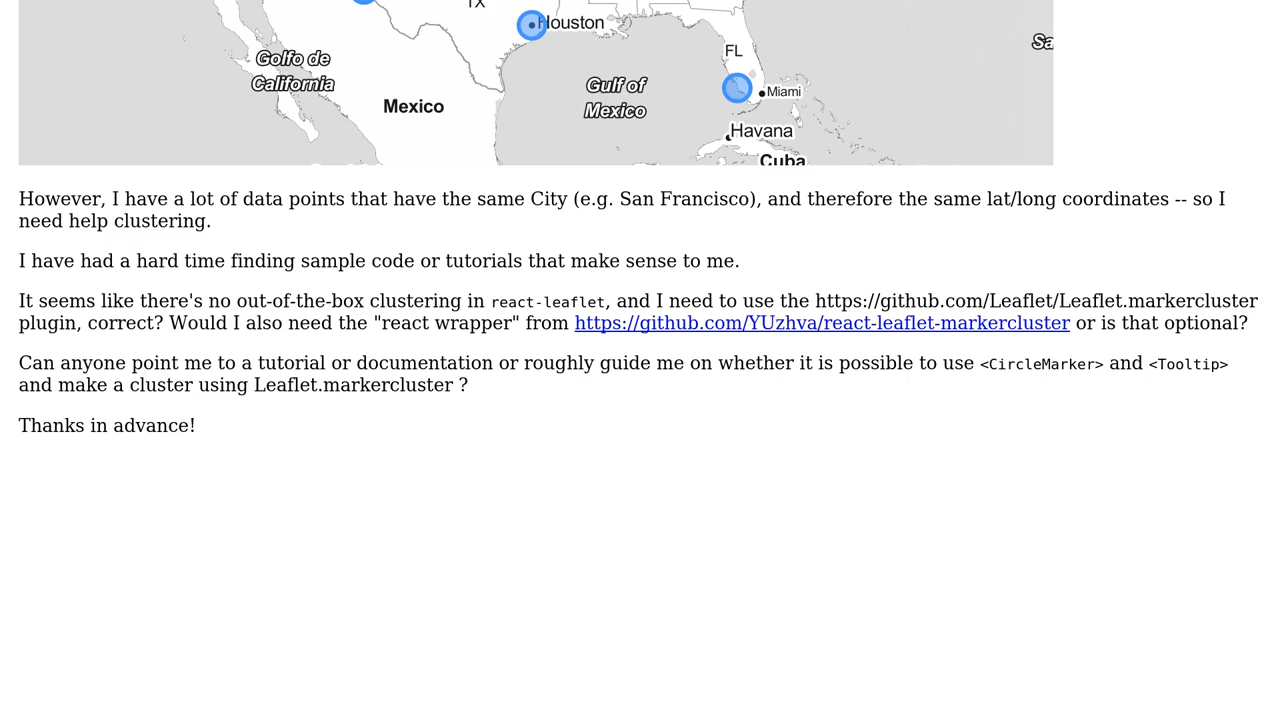 TX
Houston
Golfo de
California
FL
Sa
Gulf of
Mexico
Miami
Mexico
Havana
Cuba
However, I have a lot of data points that have the same City (e.g. San Francisco), and therefore the same lat/long coordinates -- so I
need help clustering.
I have had a hard time finding sample code or tutorials that make sense to me.
It seems like there's no out-of-the-box clustering in react-leaflet, and I need to use the https://github.com/Leaflet/Leaflet.markercluster
plugin, correct? Would I also need the "react wrapper" from https://github.com/YUzhva/react-leaflet-markercluster or is that optional?
Can anyone point me to a tutorial or documentation or roughly guide me on whether it is possible to use <CircleMarker> and <Tooltip>
and make a cluster using Leaflet.markercluster ?
Thanks in advance!